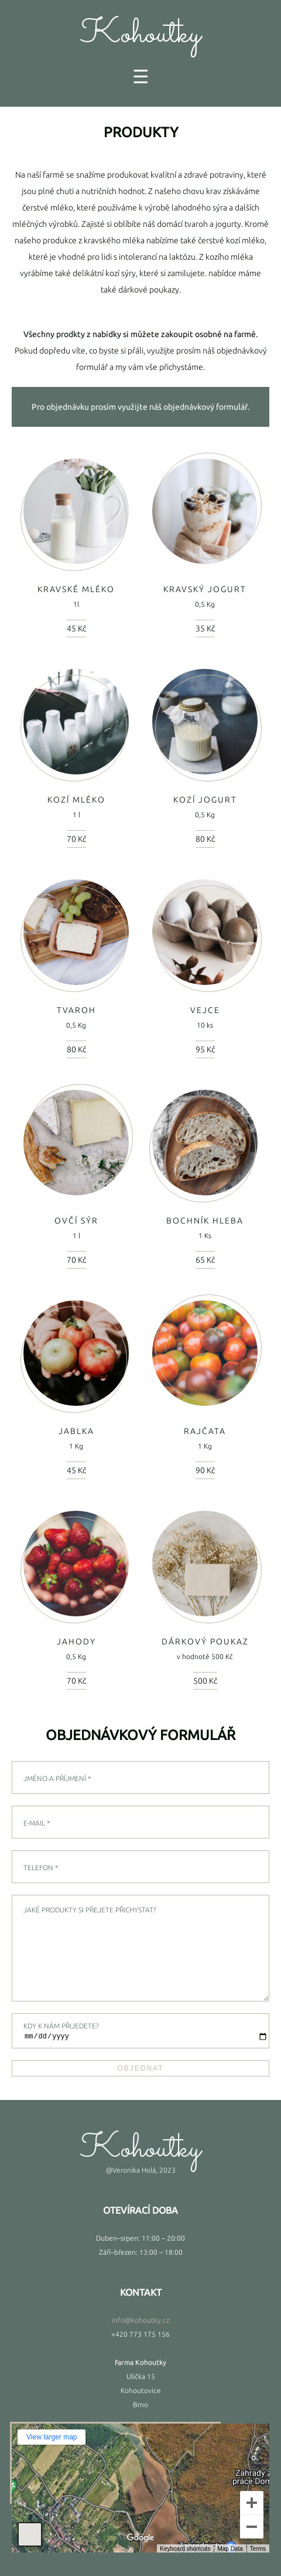 Kohoutky
☰
PRODUKTY
Na naší farmě se snažíme produkovat kvalitní a zdravé potraviny, které
jsou plné chuti a nutričních hodnot. Z našeho chovu krav získáváme
čerstvé mléko, které používáme k výrobě lahodného sýra a dalších
mléčných výrobků. Zajisté si oblíbíte náš domácí tvaroh a jogurty. Kromě
našeho produkce z kravského mléka nabízíme také čerstvé kozí mléko,
které je vhodné pro lidi s intolerancí na laktózu. Z kozího mléka
vyrábíme také delikátní kozí sýry, které si zamilujete. nabídce máme
také dárkové poukazy.
Všechny prodkty z nabídky si můžete zakoupit osobně na farmě.
Pokud dopředu víte, co byste si přáli, využijte prosím náš objednávkový
formulář a my vám vše přichystáme.
Pro objednávku prosím využijte náš objednávkový formulář.
KRAVSKÉ MLÉKO
1l
45 Kč
KRAVSKÝ JOGURT
0,5 Kg
35 Kč
KOZÍ MLÉKO
1 l
70 Kč
KOZÍ JOGURT
0,5 Kg
80 Kč
TVAROH
0,5 Kg
80 Kč
VEJCE
10 ks
95 Kč
OVČÍ SÝR
1 l
70 Kč
BOCHNÍK HLEBA
1 Ks
65 Kč
JABLKA
1 Kg
45 Kč
RAJČATA
1 Kg
90 Kč
JAHODY
0,5 Kg
70 Kč
DÁRKOVÝ POUKAZ
v hodnotě 500 Kč
500 Kč
OBJEDNÁVKOVÝ FORMULÁŘ
JMÉNO A PŘÍJMENÍ *
E-MAIL *
TELEFON *
JAKÉ PRODUKTY SI PŘEJETE PŘICHYSTAT?
KDY K NÁM PŘIJEDETE?
mm/dd/yyyy
OBJEDNAT
Kohoutky
@Veronika Holá, 2023
OTEVÍRACÍ DOBA
Duben–srpen: 11:00 – 20:00
Září–březen: 13:00 – 18:00
KONTAKT
info@kohoutky.cz
+420 773 175 156
Farma Kohoutky
Ulička 15
Kohoutovice
Brno
View larger map
Zahrady z
práce Dom
+
−
Google
Keyboard shortcuts
Map Data
Terms